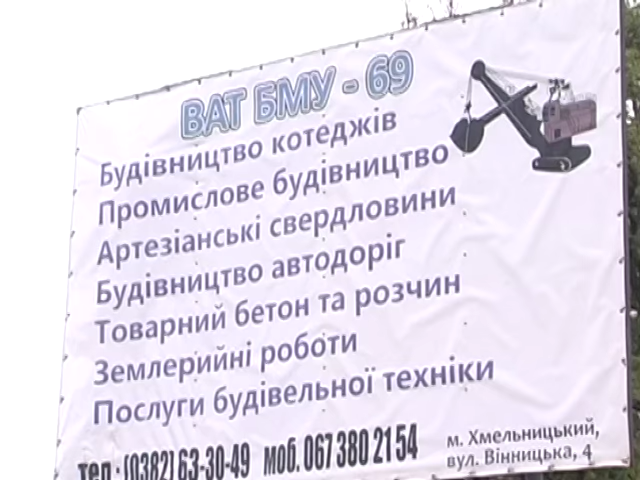 ВАТ БМУ - 69
Будівництво котеджів
Промислове будівництво
Артезіанські свердловини
Будівництво автодоріг
Товарний бетон та розчин
Землерийні роботи
Послуги будівельної техніки
тел.: (0382) 63-30-49 моб. 067 380 21 54
м. Хмельницький,
вул. Вінницька, 4